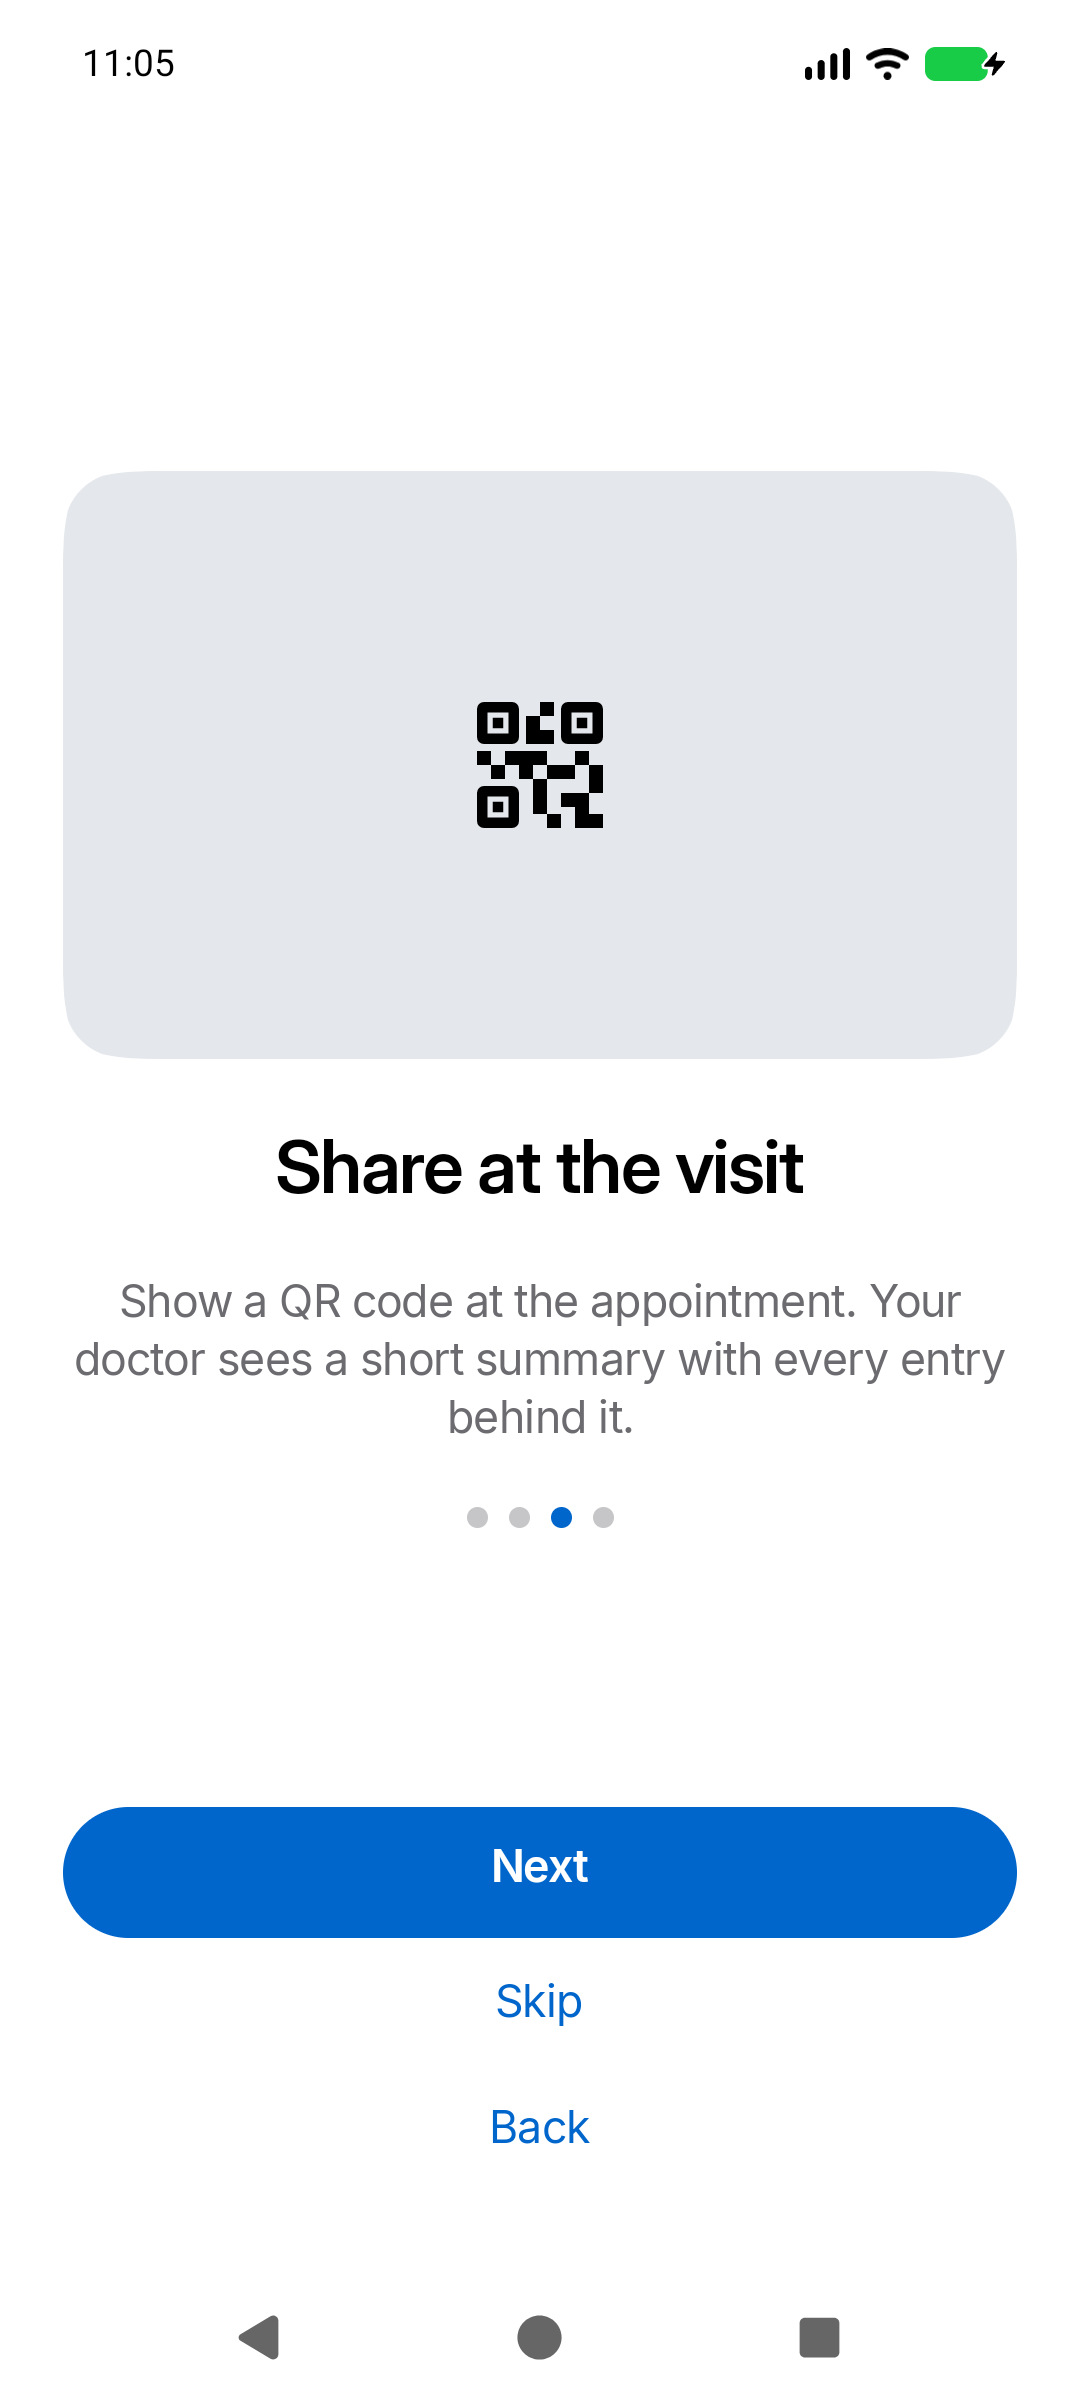 11:05
Share at the visit
Show a QR code at the appointment. Your
doctor sees a short summary with every entry
behind it.
Next
Skip
Back